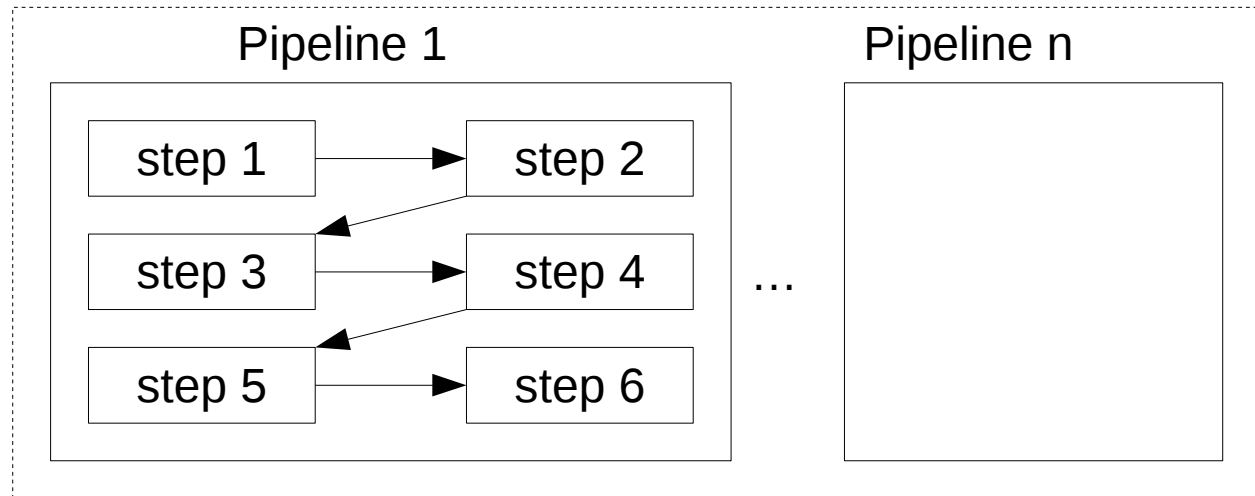 Pipeline 1
Pipeline n
step 1
step 2
step 3
step 4
...
step 5
step 6